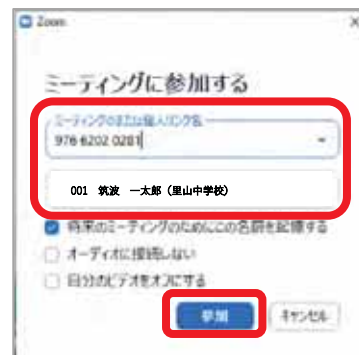 Zoom
ミーティングに参加する
ミーティングIDまたは個人リンク名
976 6202 0281
001 筑波 一太郎（里山中学校）
将来のミーティングのためにこの名前を記憶する
オーディオに接続しない
自分のビデオをオフにする
参加 キャンセル